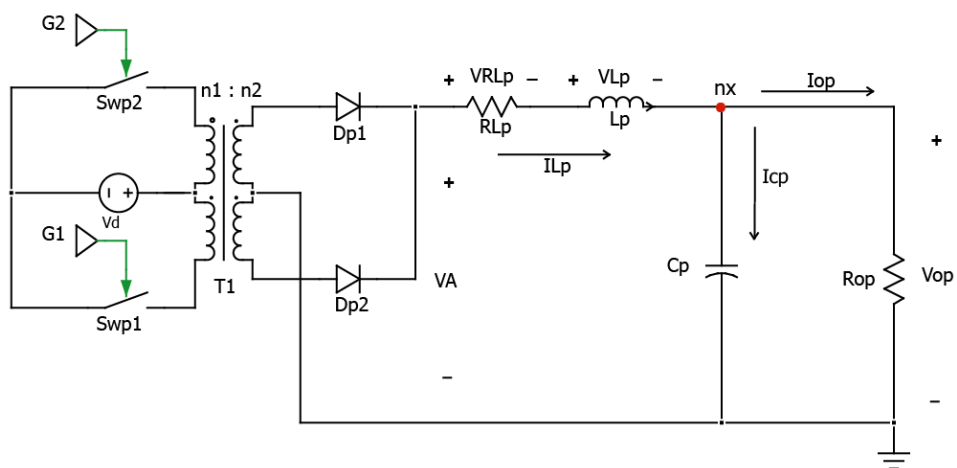 G2
Swp2
n1 : n2
Dp1
+ VRLp −
RLp
+ VLp −
Lp
nx
Iop
ILp
Icp
+
− +
Vd
G1
Swp1
T1
Dp2
+
VA
−
Cp
Rop
+
Vop
−